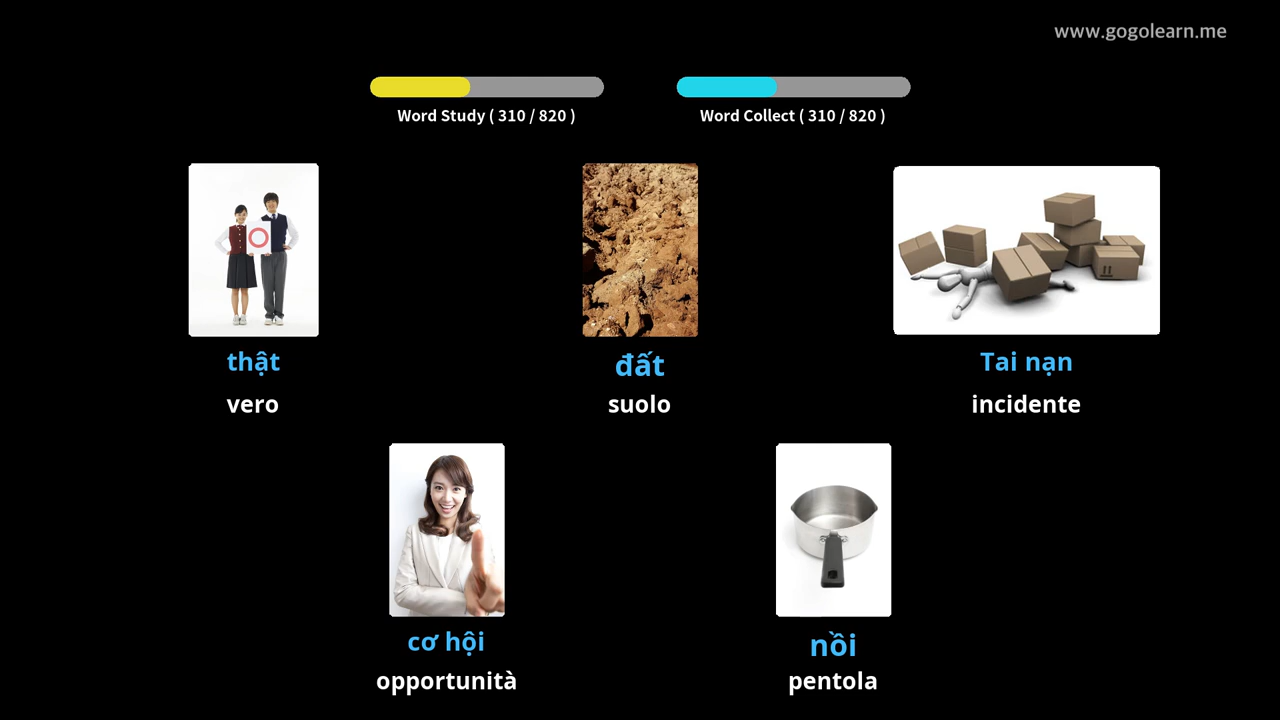 www.gogolearn.me
Word Study ( 310 / 820 )
Word Collect ( 310 / 820 )
thật
vero
đất
suolo
Tai nạn
incidente
cơ hội
opportunità
nồi
pentola